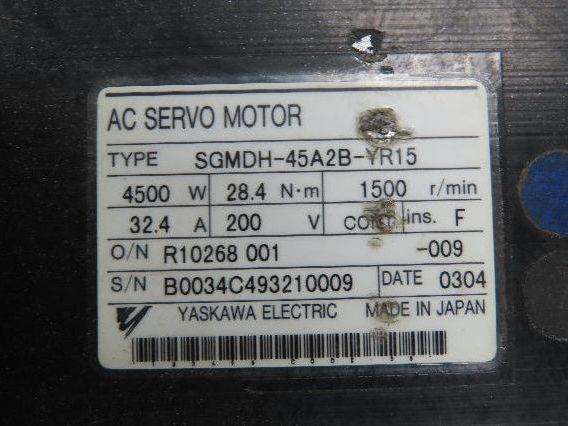 AC SERVO MOTOR
TYPE SGMDH-45A2B-YR15
4500 W 28.4 N·m 1500 r/min
32.4 A 200 V CONT. ins. F
O/N R10268 001 -009
S/N B0034C493210009 DATE 0304
YASKAWA ELECTRIC MADE IN JAPAN